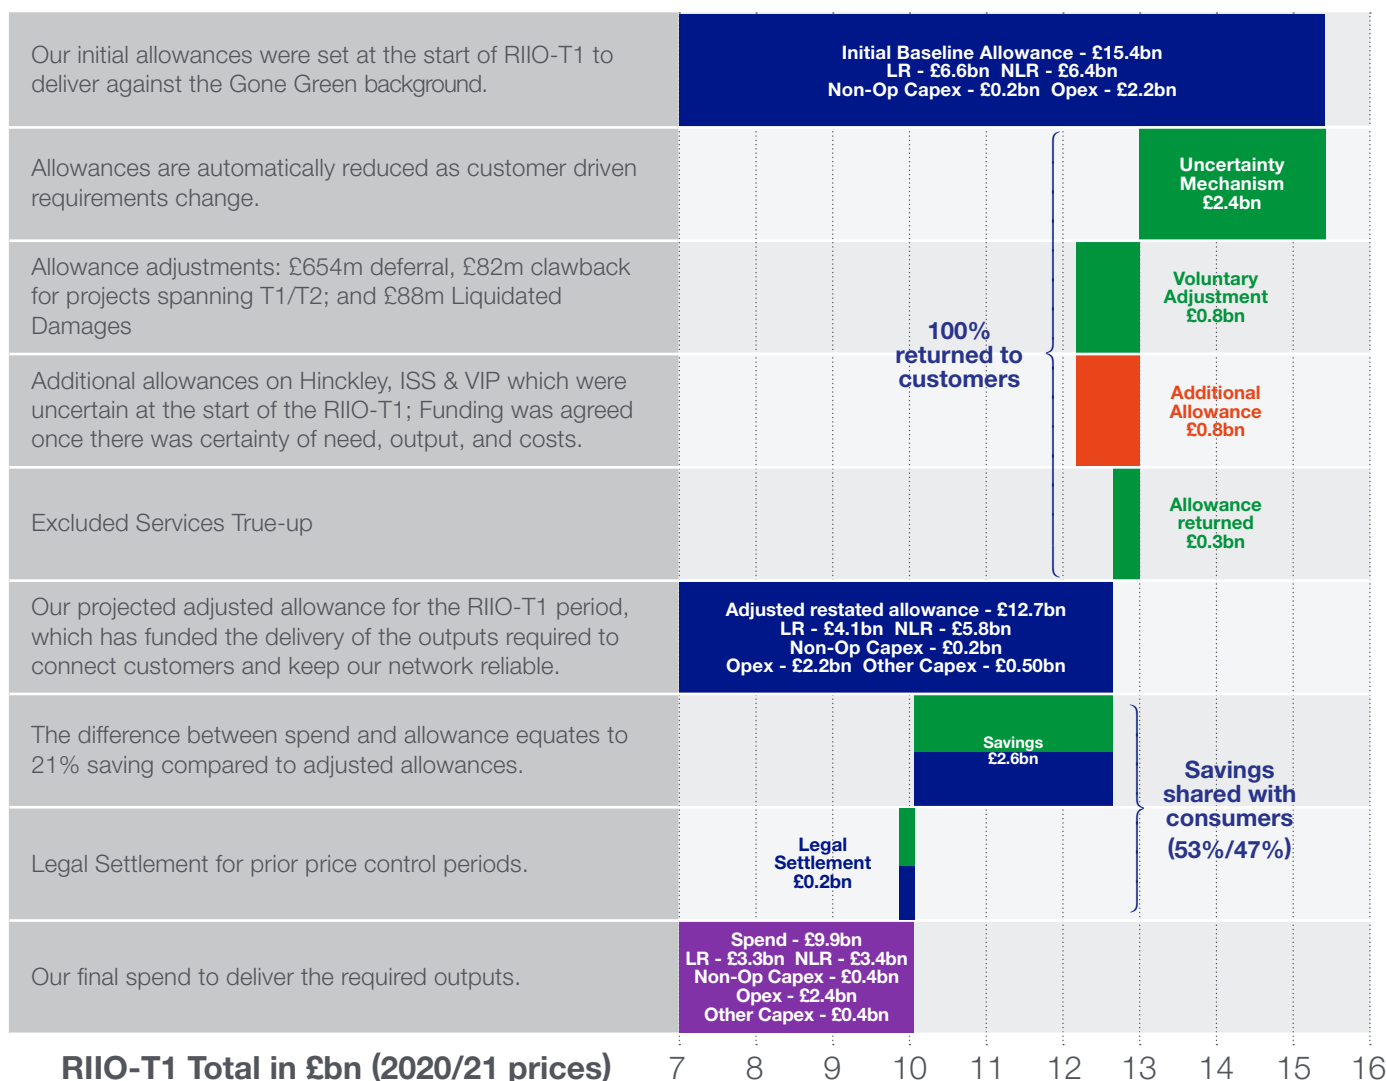 Our initial allowances were set at the start of RIIO-T1 to
deliver against the Gone Green background.
Initial Baseline Allowance - £15.4bn
LR - £6.6bn NLR - £6.4bn
Non-Op Capex - £0.2bn Opex - £2.2bn
Allowances are automatically reduced as customer driven
requirements change.
Uncertainty
Mechanism
£2.4bn
Allowance adjustments: £654m deferral, £82m clawback
for projects spanning T1/T2; and £88m Liquidated
Damages
Voluntary
Adjustment
£0.8bn
100%
returned to
customers
Additional allowances on Hinckley, ISS & VIP which were
uncertain at the start of the RIIO-T1; Funding was agreed
once there was certainty of need, output, and costs.
Additional
Allowance
£0.8bn
Excluded Services True-up
Allowance
returned
£0.3bn
Our projected adjusted allowance for the RIIO-T1 period,
which has funded the delivery of the outputs required to
connect customers and keep our network reliable.
Adjusted restated allowance - £12.7bn
LR - £4.1bn NLR - £5.8bn
Non-Op Capex - £0.2bn
Opex - £2.2bn Other Capex - £0.50bn
The difference between spend and allowance equates to
21% saving compared to adjusted allowances.
Savings
£2.6bn
Savings
shared with
consumers
(53%/47%)
Legal Settlement for prior price control periods.
Legal
Settlement
£0.2bn
Our final spend to deliver the required outputs.
Spend - £9.9bn
LR - £3.3bn NLR - £3.4bn
Non-Op Capex - £0.4bn
Opex - £2.4bn
Other Capex - £0.4bn
RIIO-T1 Total in £bn (2020/21 prices)
7 8 9 10 11 12 13 14 15 16